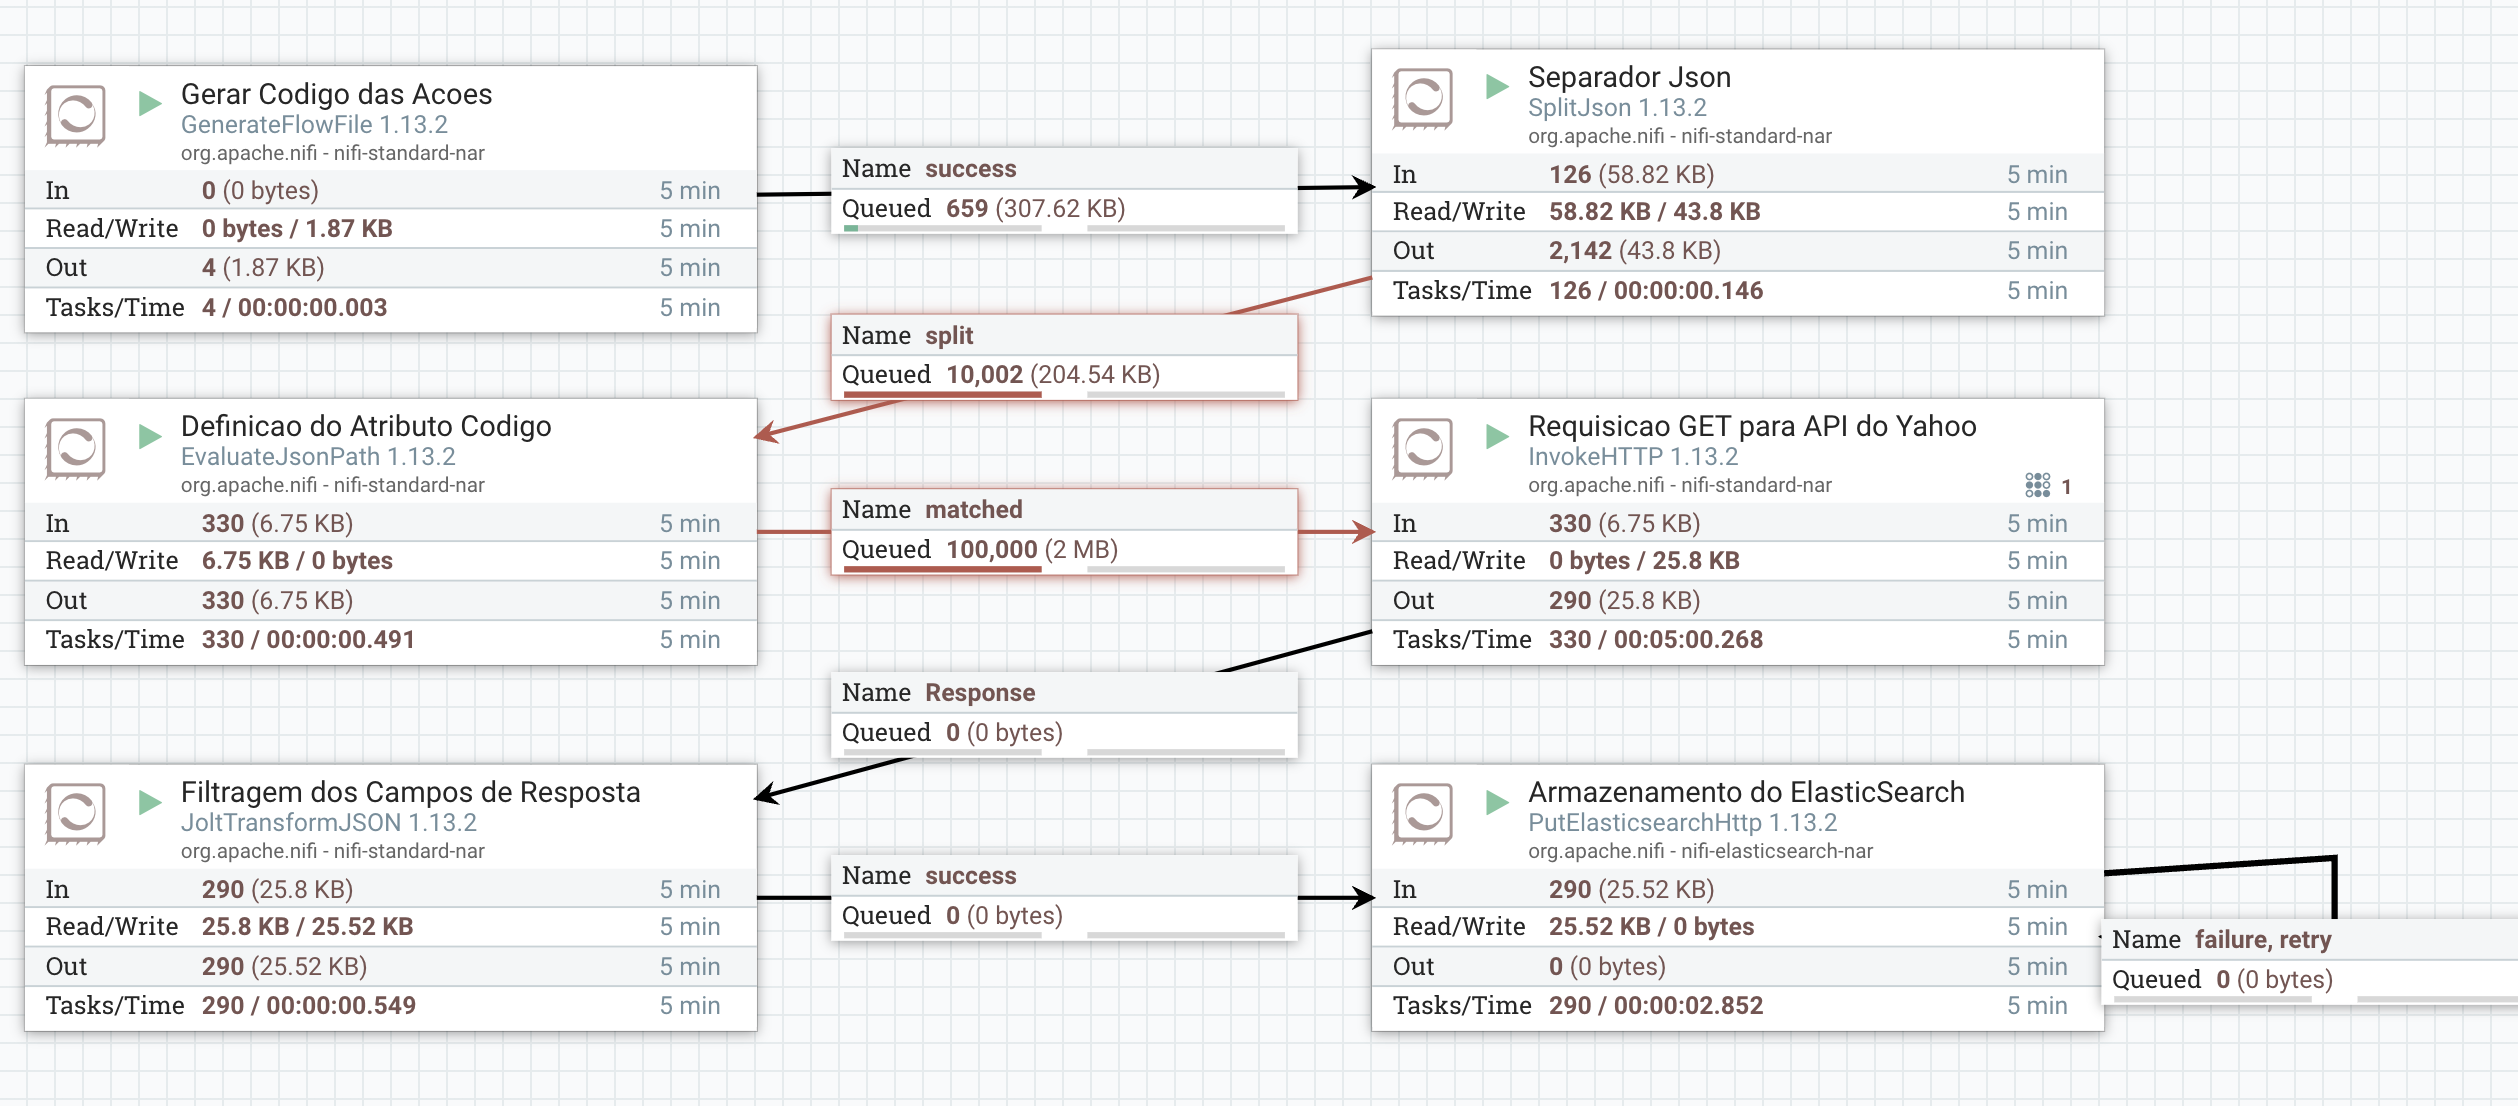 Gerar Codigo das Acoes
GenerateFlowFile 1.13.2
org.apache.nifi - nifi-standard-nar
In 0 (0 bytes) 5 min
Read/Write 0 bytes / 1.87 KB 5 min
Out 4 (1.87 KB) 5 min
Tasks/Time 4 / 00:00:00.003 5 min
Name success
Queued 659 (307.62 KB)
Separador Json
SplitJson 1.13.2
org.apache.nifi - nifi-standard-nar
In 126 (58.82 KB) 5 min
Read/Write 58.82 KB / 43.8 KB 5 min
Out 2,142 (43.8 KB) 5 min
Tasks/Time 126 / 00:00:00.146 5 min
Name split
Queued 10,002 (204.54 KB)
Definicao do Atributo Codigo
EvaluateJsonPath 1.13.2
org.apache.nifi - nifi-standard-nar
In 330 (6.75 KB) 5 min
Read/Write 6.75 KB / 0 bytes 5 min
Out 330 (6.75 KB) 5 min
Tasks/Time 330 / 00:00:00.491 5 min
Name matched
Queued 100,000 (2 MB)
Requisicao GET para API do Yahoo
InvokeHTTP 1.13.2
org.apache.nifi - nifi-standard-nar
1
In 330 (6.75 KB) 5 min
Read/Write 0 bytes / 25.8 KB 5 min
Out 290 (25.8 KB) 5 min
Tasks/Time 330 / 00:05:00.268 5 min
Name Response
Queued 0 (0 bytes)
Filtragem dos Campos de Resposta
JoltTransformJSON 1.13.2
org.apache.nifi - nifi-standard-nar
In 290 (25.8 KB) 5 min
Read/Write 25.8 KB / 25.52 KB 5 min
Out 290 (25.52 KB) 5 min
Tasks/Time 290 / 00:00:00.549 5 min
Name success
Queued 0 (0 bytes)
Armazenamento do ElasticSearch
PutElasticsearchHttp 1.13.2
org.apache.nifi - nifi-elasticsearch-nar
In 290 (25.52 KB) 5 min
Read/Write 25.52 KB / 0 bytes 5 min
Out 0 (0 bytes) 5 min
Tasks/Time 290 / 00:00:02.852 5 min
Name failure, retry
Queued 0 (0 bytes)